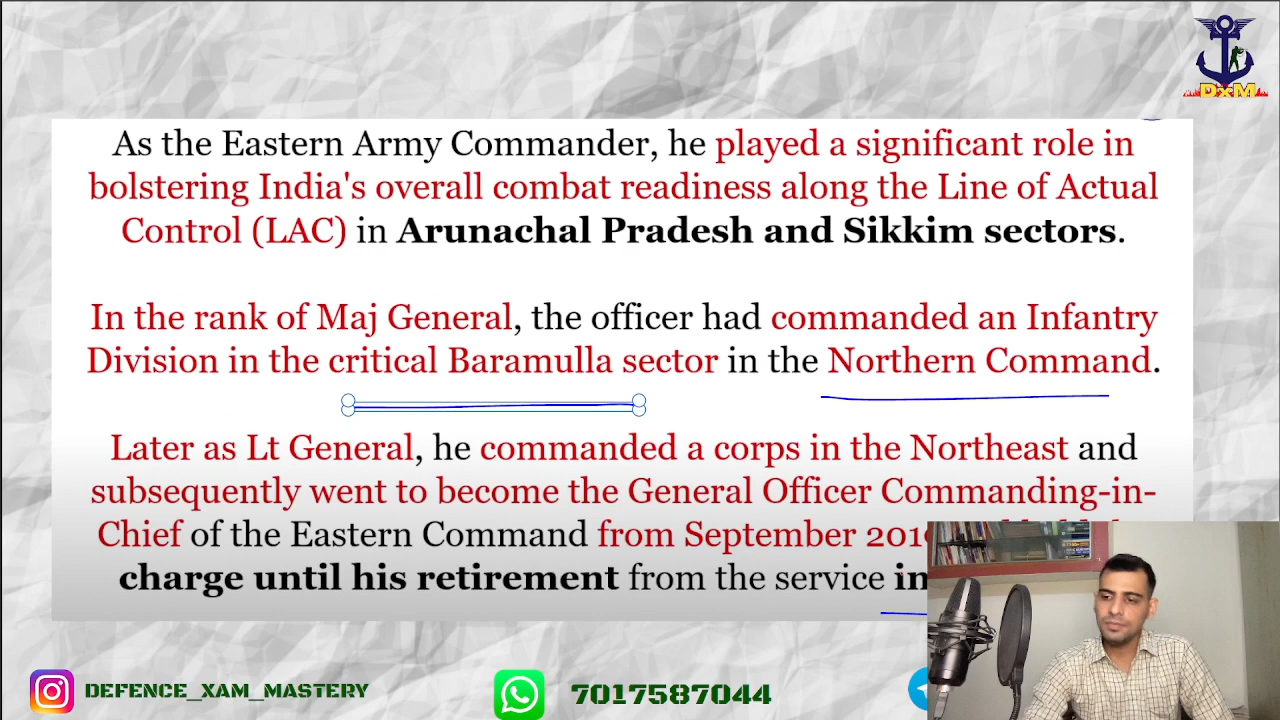 DxM
As the Eastern Army Commander, he played a significant role in
bolstering India's overall combat readiness along the Line of Actual
Control (LAC) in Arunachal Pradesh and Sikkim sectors.
In the rank of Maj General, the officer had commanded an Infantry
Division in the critical Baramulla sector in the Northern Command.
Later as Lt General, he commanded a corps in the Northeast and
subsequently went to become the General Officer Commanding-in-
Chief of the Eastern Command from September
charge until his retirement from the service in
DEFENCE_XAM_MASTERY
7017587044